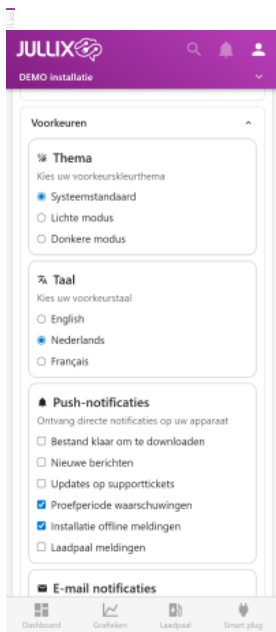 JULLIX
DEMO installatie
Voorkeuren
Thema
Kies uw voorkeurskleurthema
Systeemstandaard
Lichte modus
Donkere modus
Taal
Kies uw voorkeurstaal
English
Nederlands
Français
Push-notificaties
Ontvang directe notificaties op uw apparaat
Bestand klaar om te downloaden
Nieuwe berichten
Updates op supporttickets
Proefperiode waarschuwingen
Installatie offline meldingen
Laadpaal meldingen
E-mail notificaties
Dashboard Grafieken Laadpaal Smart plug